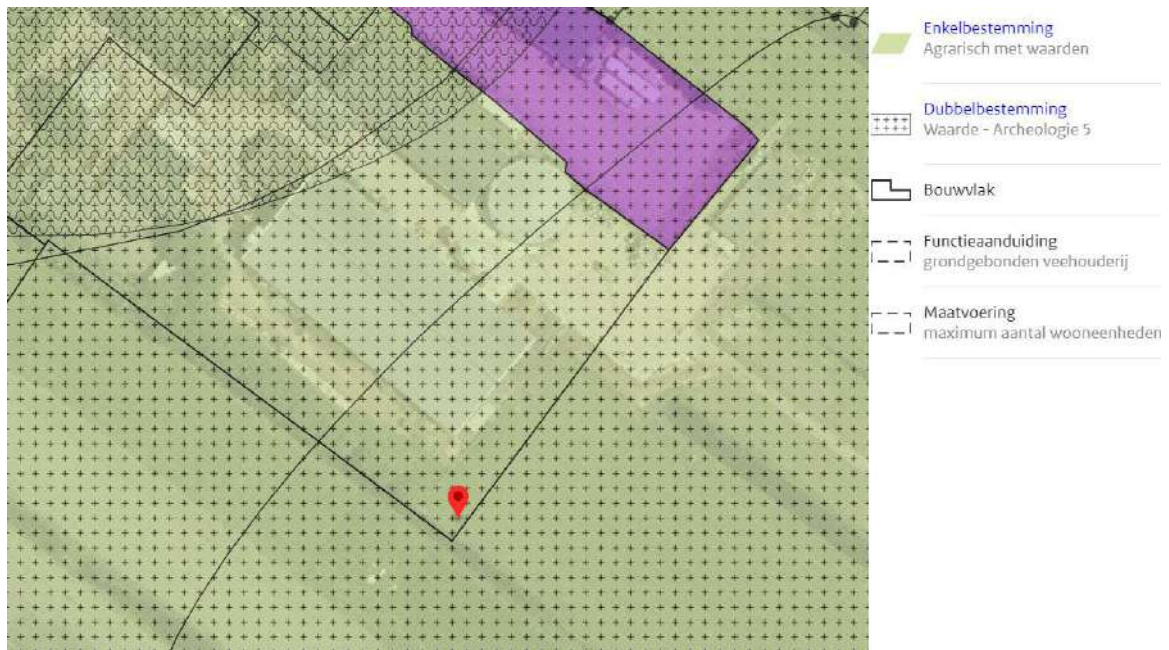 Enkelbestemming
Agrarisch met waarden
Dubbelbestemming
Waarde - Archeologie 5
Bouwvlak
Functieaanduiding
grondgebonden veehouderij
Maatvoering
maximum aantal wooneenheden